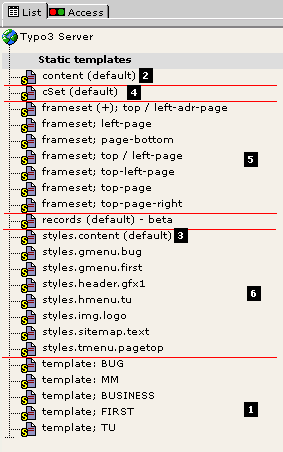 List Access
Typo3 Server
Static templates
content (default) 2
cSet (default) 4
frameset (+); top / left-adr-page
frameset; left-page
frameset; page-bottom
frameset; top / left-page 5
frameset; top-left-page
frameset; top-page
frameset; top-page-right
records (default) - beta
styles.content (default) 3
styles.gmenu.bug
styles.gmenu.first
styles.header.gfx1
styles.hmenu.tu 6
styles.img.logo
styles.sitemap.text
styles.tmenu.pagetop
template: BUG
template: MM
template; BUSINESS
template; FIRST 1
template; TU